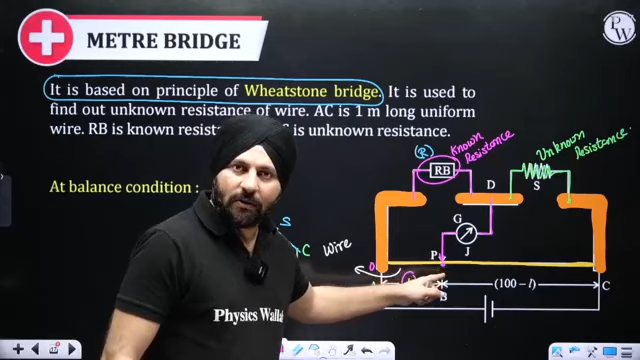 METRE BRIDGE
PW
It is based on principle of Wheatstone bridge. It is used to
find out unknown resistance of wire. AC is 1 m long uniform
wire. RB is known resist S is unknown resistance.
At balance condition :
(R)
Known Resistance
Unknown Resistance.
RB
D
S
G
J
P
S
C Wire
0
A
B
(100 – l)
C
Physics Wallah